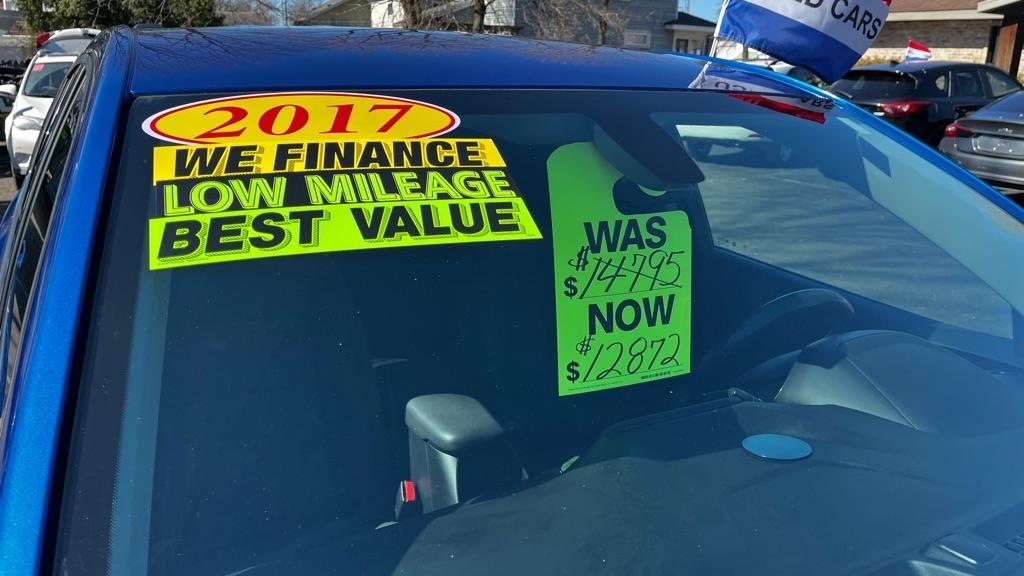 D CARS
2017
WE FINANCE
LOW MILEAGE
BEST VALUE
WAS
$14795
NOW
$12872